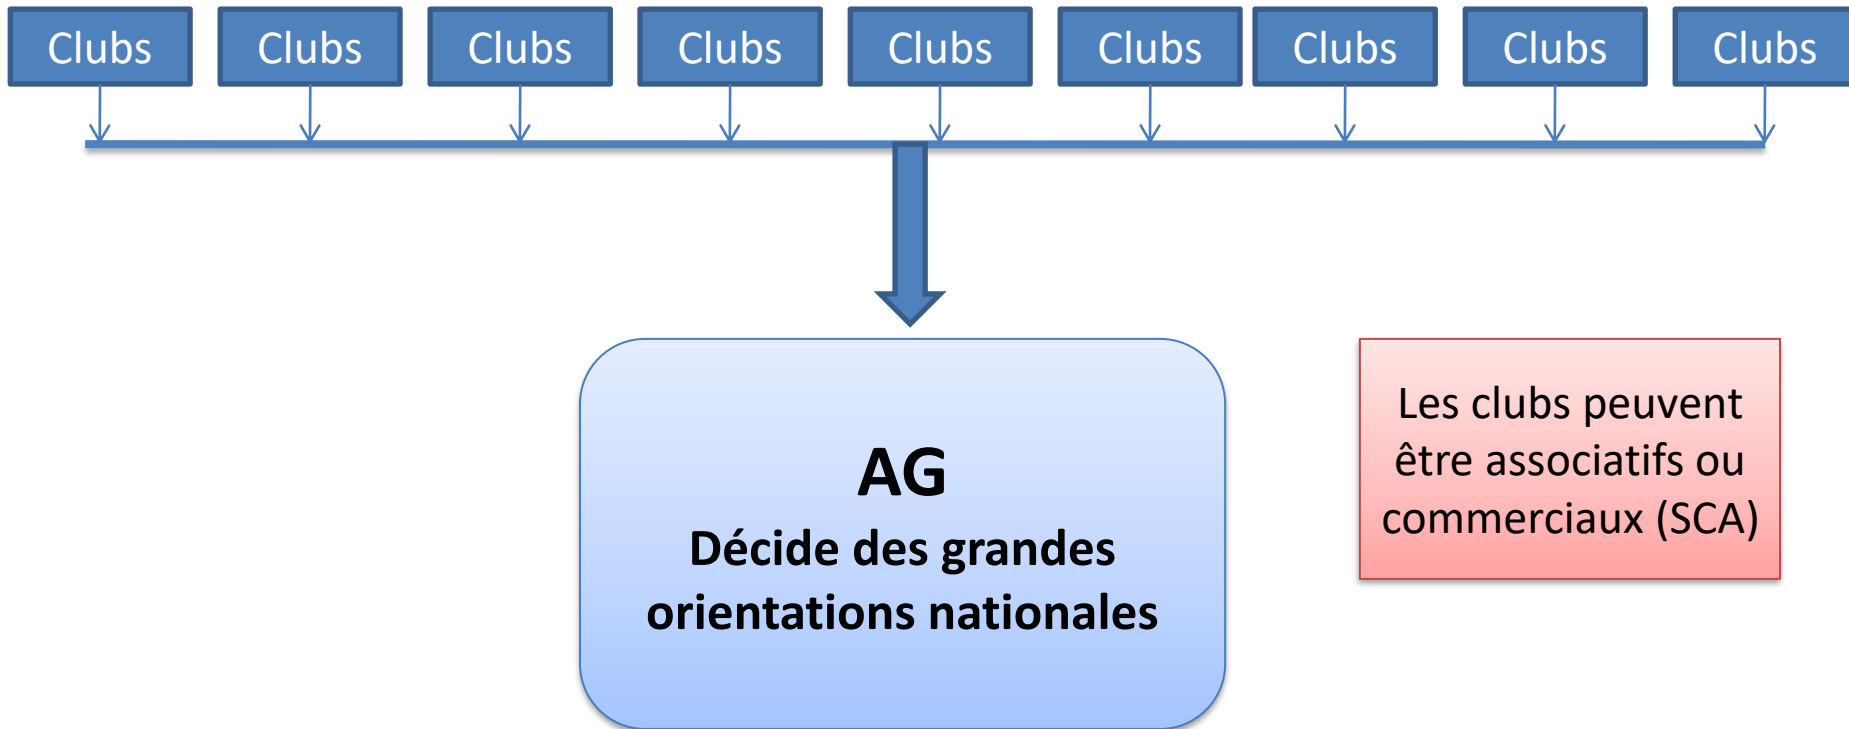 Clubs
Clubs
Clubs
Clubs
Clubs
Clubs
Clubs
Clubs
Clubs
AG
Décide des grandes
orientations nationales
Les clubs peuvent
être associatifs ou
commerciaux (SCA)